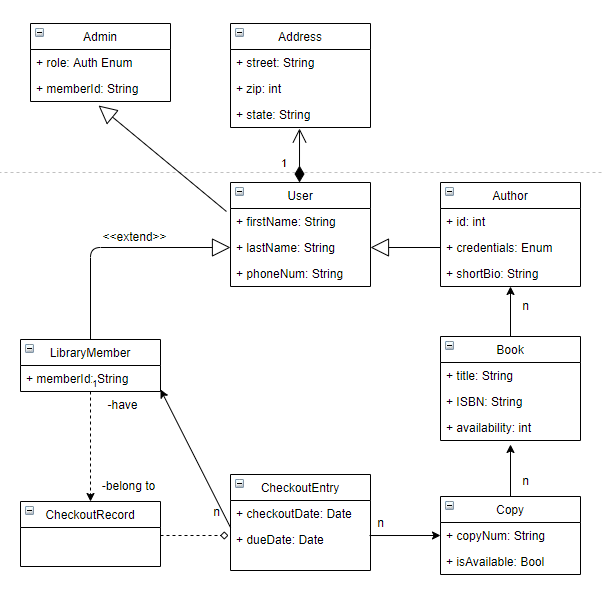 Admin
+ role: Auth Enum
+ memberId: String
Address
+ street: String
+ zip: int
+ state: String
1
User
+ firstName: String
+ lastName: String
+ phoneNum: String
Author
+ id: int
+ credentials: Enum
+ shortBio: String
<<extend>>
n
LibraryMember
+ memberId: String
1
-have
Book
+ title: String
+ ISBN: String
+ availability: int
-belong to
n
CheckoutRecord
n
CheckoutEntry
+ checkoutDate: Date
+ dueDate: Date
n
Copy
+ copyNum: String
+ isAvailable: Bool